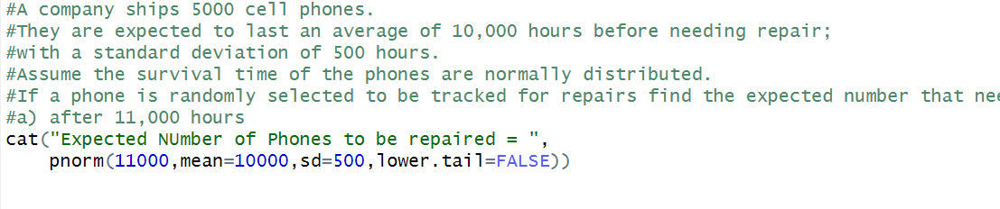 #A company ships 5000 cell phones.
#They are expected to last an average of 10,000 hours before needing repair;
#with a standard deviation of 500 hours.
#Assume the survival time of the phones are normally distributed.
#If a phone is randomly selected to be tracked for repairs find the expected number that
#a) after 11,000 hours
cat("Expected NUmber of Phones to be repaired = ",
    pnorm(11000,mean=10000,sd=500,lower.tail=FALSE))